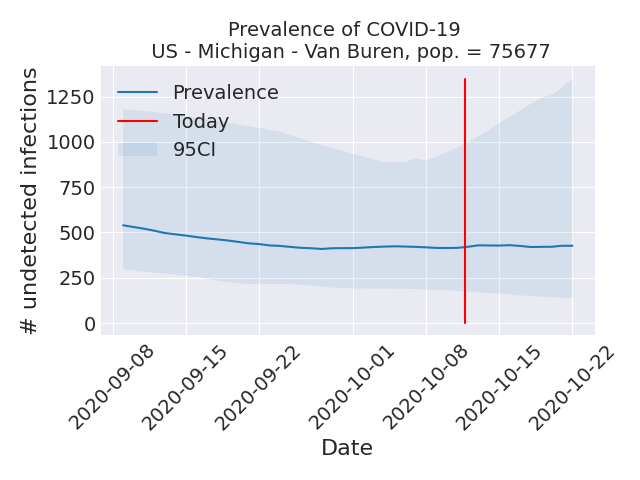 Prevalence of COVID-19
US - Michigan - Van Buren, pop. = 75677
# undetected infections
1250
1000
750
500
250
0
Prevalence
Today
95CI
2020-09-08
2020-09-15
2020-09-22
2020-10-01
2020-10-08
2020-10-15
2020-10-22
Date